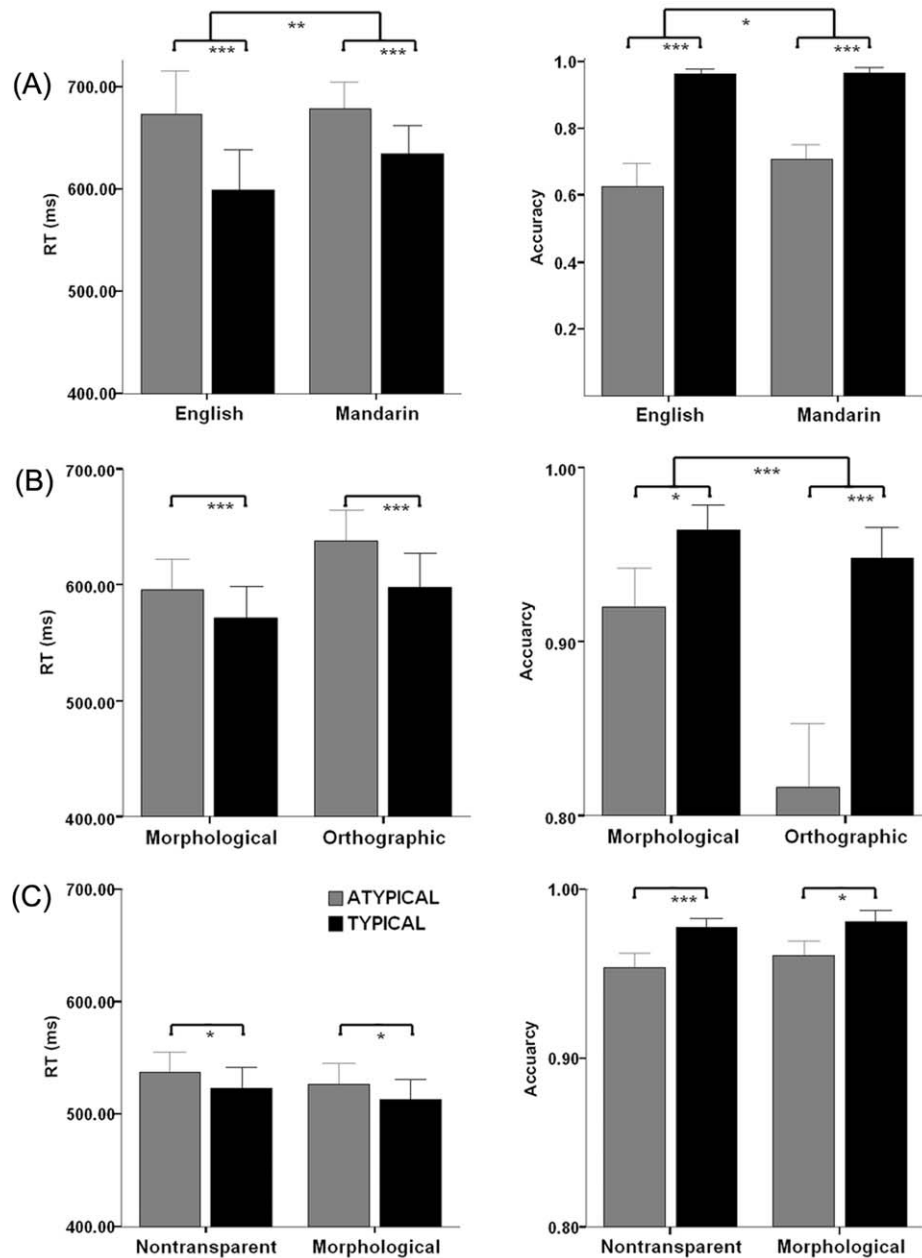 (A)
** *
*** *** *** ***
RT (ms)
700.00
600.00
500.00
400.00
English Mandarin
Accuracy
1.0
0.8
0.6
0.4
0.2
English Mandarin
(B)
***
*** *** * ***
RT (ms)
700.00
600.00
500.00
400.00
Morphological Orthographic
Accuarcy
1.00
0.90
0.80
Morphological Orthographic
(C)
ATYPICAL
TYPICAL
* * *** *
RT (ms)
700.00
600.00
500.00
400.00
Nontransparent Morphological
Accuarcy
1.00
0.90
0.80
Nontransparent Morphological